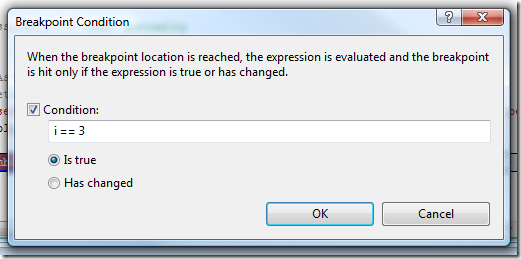 Breakpoint Condition
When the breakpoint location is reached, the expression is evaluated and the breakpoint
is hit only if the expression is true or has changed.
Condition:
i == 3
Is true
Has changed
OK
Cancel